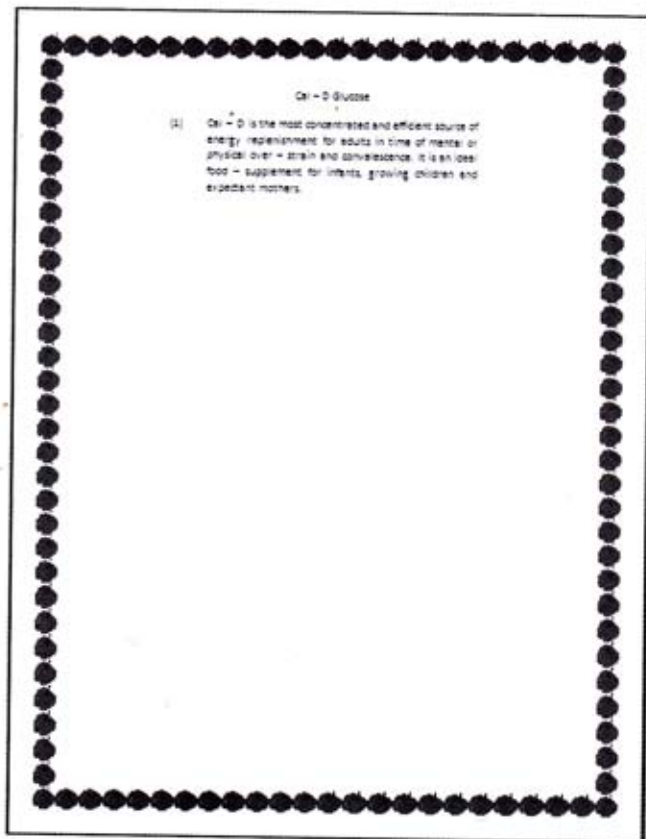 Cal – D Glucose
(1) Cal – D is the most concentrated and efficient source of
energy replenishment for adults in time of mental or
physical over – strain and convalescence. It is an ideal
food – supplement for infants, growing children and
expectant mothers.